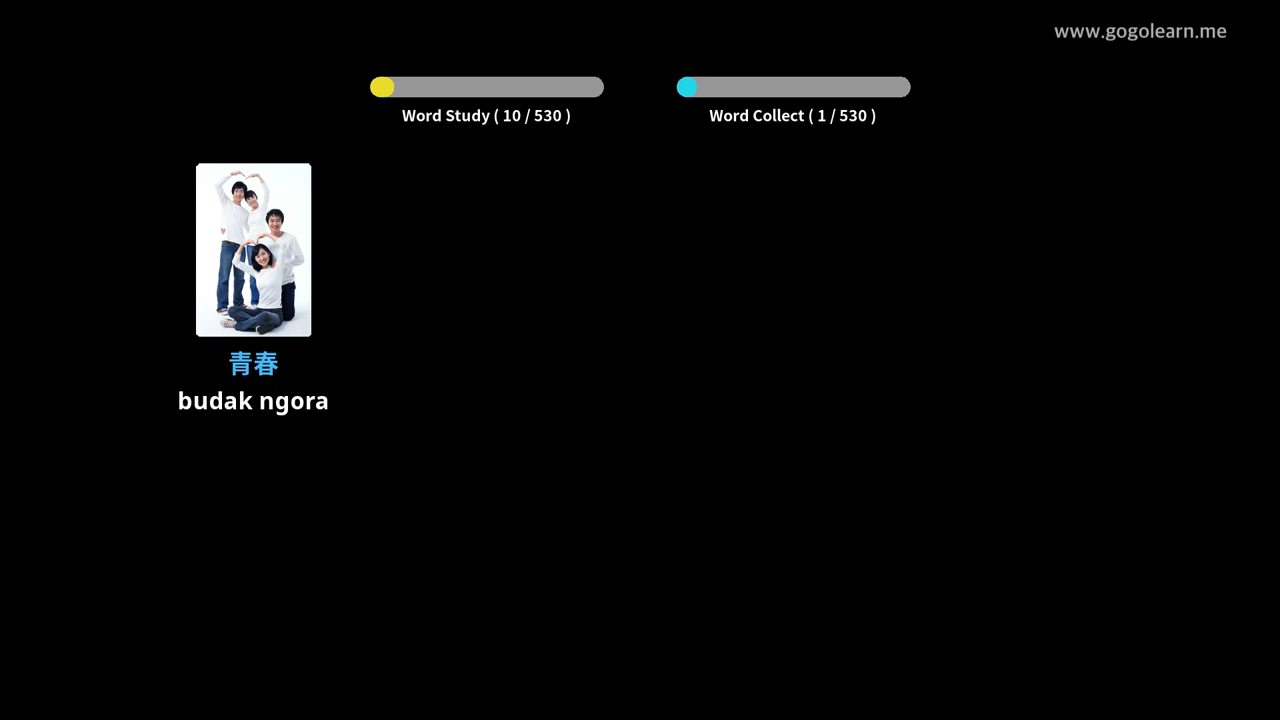 www.gogolearn.me
Word Study ( 10 / 530 )
Word Collect ( 1 / 530 )
青春
budak ngora